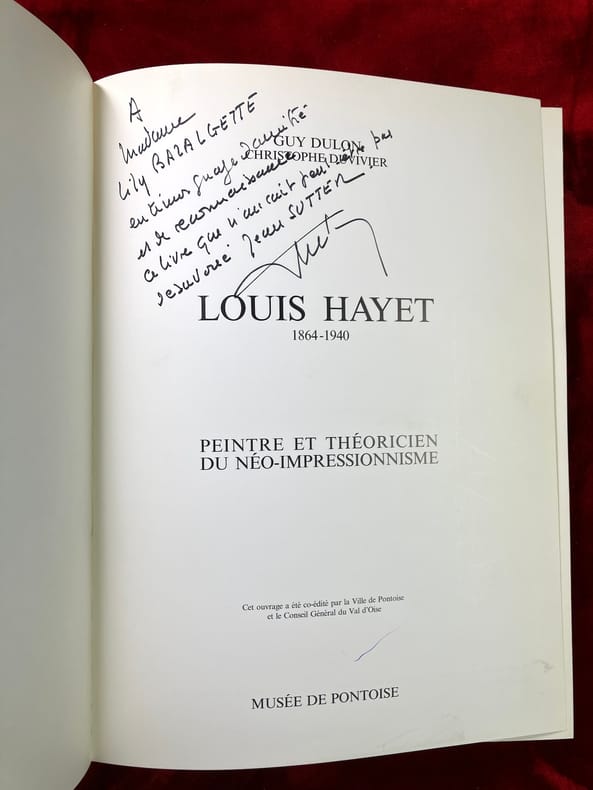 A
Madame
Lily BAZALGETTE
en témoignage d'amitié
et de reconnaissance
ce livre que n'aurait peut-être pas
désavoué Jean SUTTER
GUY DULON
CHRISTOPHE DUVIVIER
LOUIS HAYET
1864-1940
PEINTRE ET THÉORICIEN
DU NÉO-IMPRESSIONNISME
Cet ouvrage a été co-édité par la Ville de Pontoise
et le Conseil Général du Val d'Oise
MUSÉE DE PONTOISE